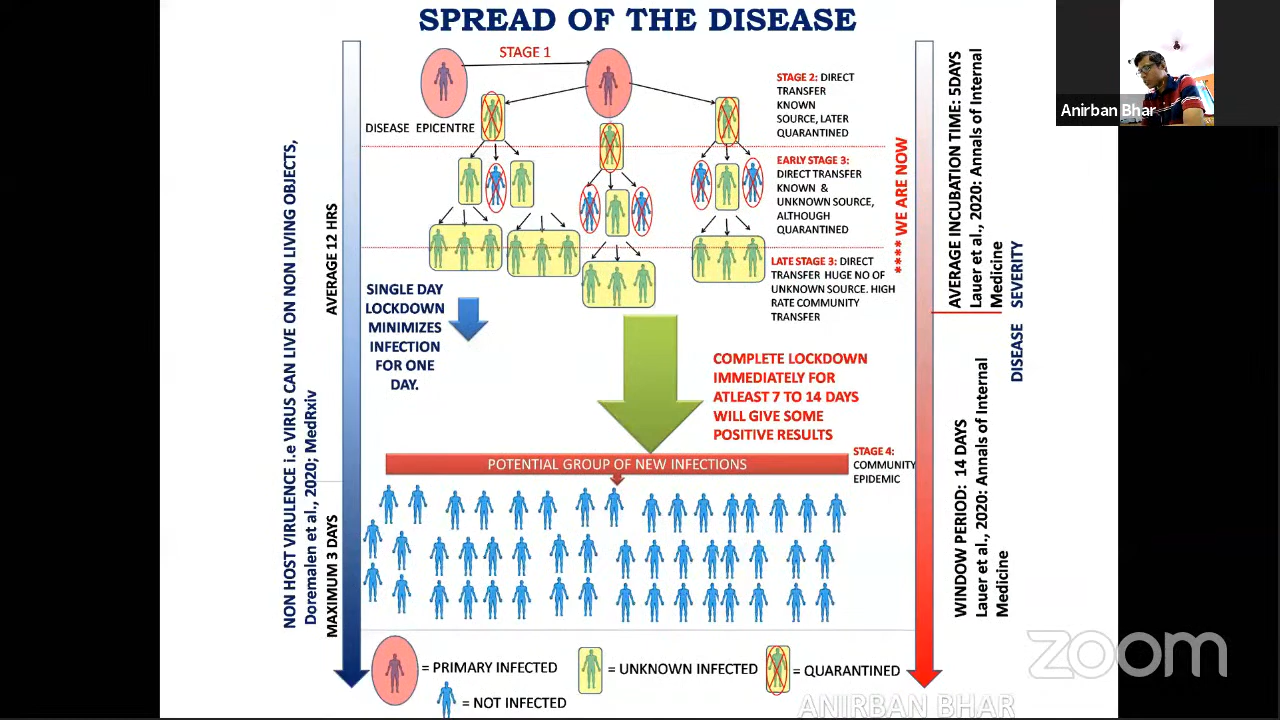 SPREAD OF THE DISEASE
STAGE 1
DISEASE EPICENTRE
STAGE 2: DIRECT
TRANSFER
KNOWN
SOURCE, LATER
QUARANTINED
EARLY STAGE 3:
DIRECT TRANSFER
KNOWN &
UNKNOWN SOURCE,
ALTHOUGH
QUARANTINED
LATE STAGE 3: DIRECT
TRANSFER HUGE NO OF
UNKNOWN SOURCE. HIGH
RATE COMMUNITY
TRANSFER
**** WE ARE NOW
NON HOST VIRULENCE i.e VIRUS CAN LIVE ON NON LIVING OBJECTS,
Doremalen et al., 2020; MedRxiv
AVERAGE 12 HRS
MAXIMUM 3 DAYS
SINGLE DAY
LOCKDOWN
MINIMIZES
INFECTION
FOR ONE
DAY.
COMPLETE LOCKDOWN
IMMEDIATELY FOR
ATLEAST 7 TO 14 DAYS
WILL GIVE SOME
POSITIVE RESULTS
POTENTIAL GROUP OF NEW INFECTIONS
STAGE 4:
COMMUNITY
EPIDEMIC
AVERAGE INCUBATION TIME: 5DAYS
Lauer et al., 2020: Annals of Internal
Medicine
DISEASE SEVERITY
WINDOW PERIOD: 14 DAYS
Lauer et al., 2020: Annals of Internal
Medicine
= PRIMARY INFECTED
= UNKNOWN INFECTED
= QUARANTINED
= NOT INFECTED
Anirban Bhar
zoom
ANIRBAN BHAR